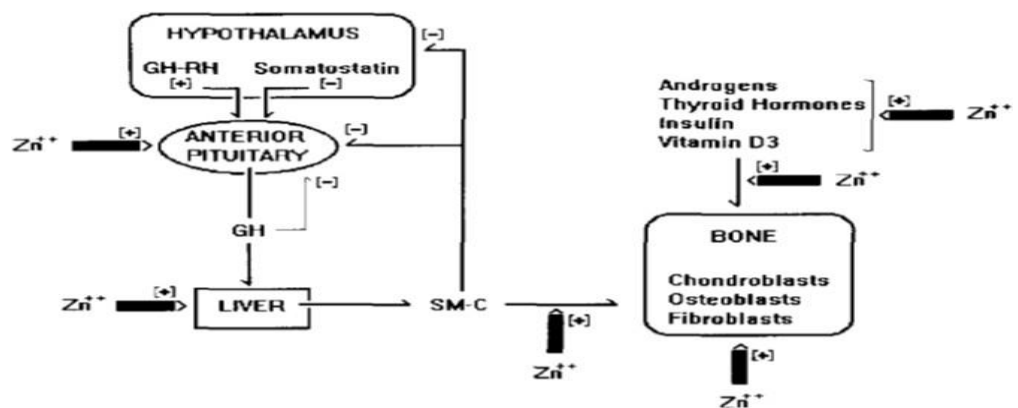 HYPOTHALAMUS
[-]
GH-RH Somatostatin
[+] [-]
Androgens
Thyroid Hormones
Insulin
Vitamin D3
[+]
Zn++
Zn++
[+]
ANTERIOR
PITUITARY
[-]
[-]
[+]
Zn++
GH
BONE
Chondroblasts
Osteoblasts
Fibroblasts
Zn++
[+]
LIVER
SM-C
[+]
Zn++
[+]
Zn++